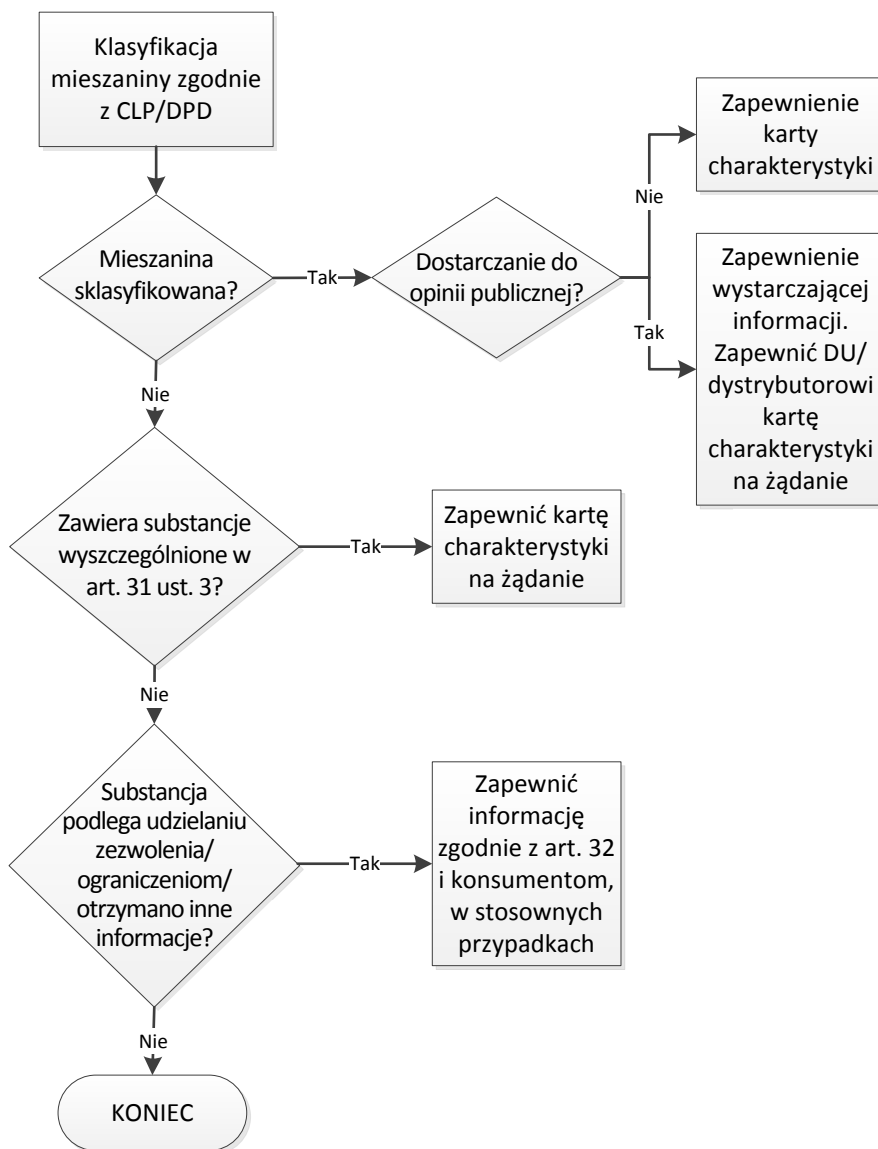 Klasyfikacja
mieszaniny zgodnie
z CLP/DPD
Zapewnienie
karty
charakterystyki
Nie
Mieszanina
sklasyfikowana?
Tak
Dostarczanie do
opinii publicznej?
Tak
Zapewnienie
wystarczającej
informacji.
Zapewnić DU/
dystrybutorowi
kartę
charakterystyki
na żądanie
Nie
Zawiera substancje
wyszczególnione w
art. 31 ust. 3?
Tak
Zapewnić kartę
charakterystyki
na żądanie
Nie
Substancja
podlega udzielaniu
zezwolenia/
ograniczeniom/
otrzymano inne
informacje?
Tak
Zapewnić
informację
zgodnie z art. 32
i konsumentom,
w stosownych
przypadkach
Nie
KONIEC